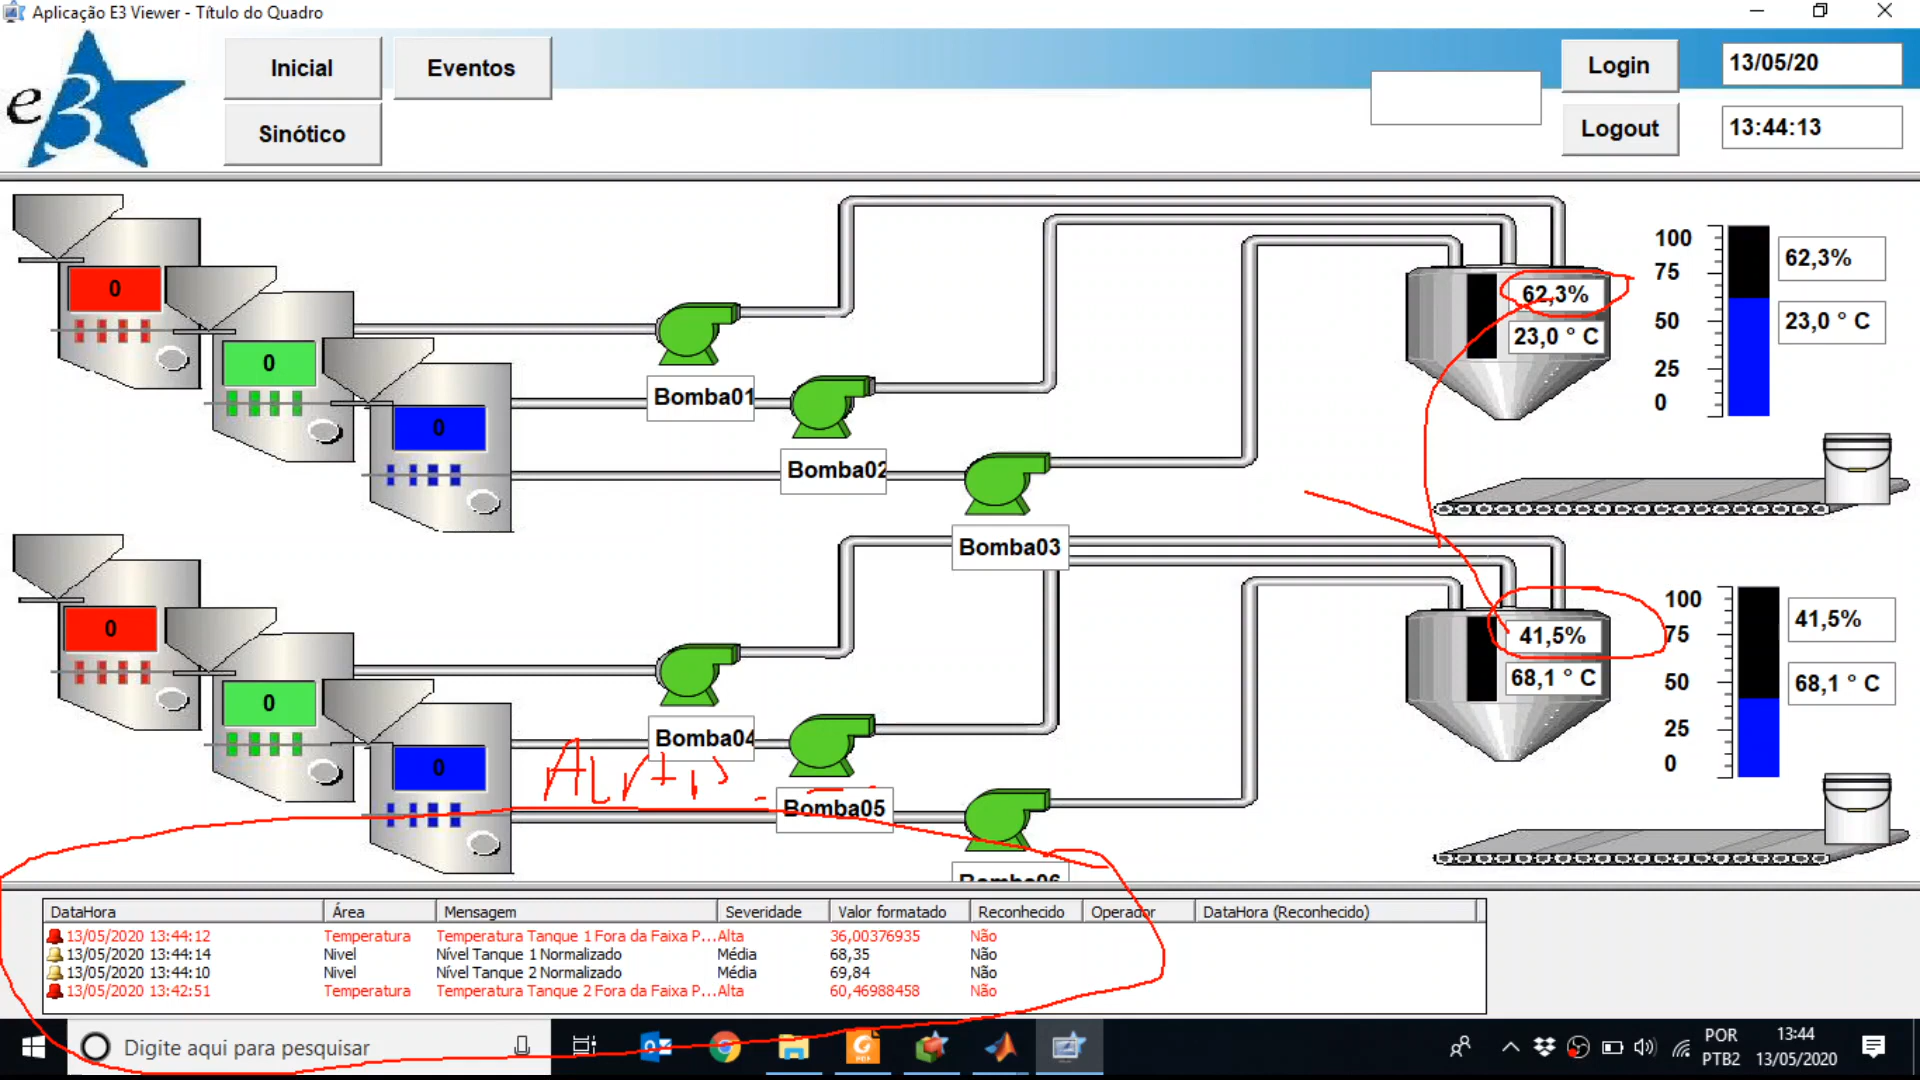 Aplicação E3 Viewer - Título do Quadro
e3
Inicial
Eventos
Sinótico
Login
Logout
13/05/20
13:44:13
0
0
0
Bomba01
Bomba02
Bomba03
62,3%
23,0 ° C
100
75
50
25
0
62,3%
23,0 ° C
0
0
0
Bomba04
Bomba05
41,5%
68,1 ° C
100
75
50
25
0
41,5%
68,1 ° C
DataHora Área Mensagem Severidade Valor formatado Reconhecido Operador DataHora (Reconhecido)
13/05/2020 13:44:12 Temperatura Temperatura Tanque 1 Fora da Faixa P... Alta 36,00376935 Não
13/05/2020 13:44:14 Nivel Nível Tanque 1 Normalizado Média 68,35 Não
13/05/2020 13:44:10 Nivel Nível Tanque 2 Normalizado Média 69,84 Não
13/05/2020 13:42:51 Temperatura Temperatura Tanque 2 Fora da Faixa P... Alta 60,46988458 Não
Digite aqui para pesquisar
POR
PTB2
13:44
13/05/2020